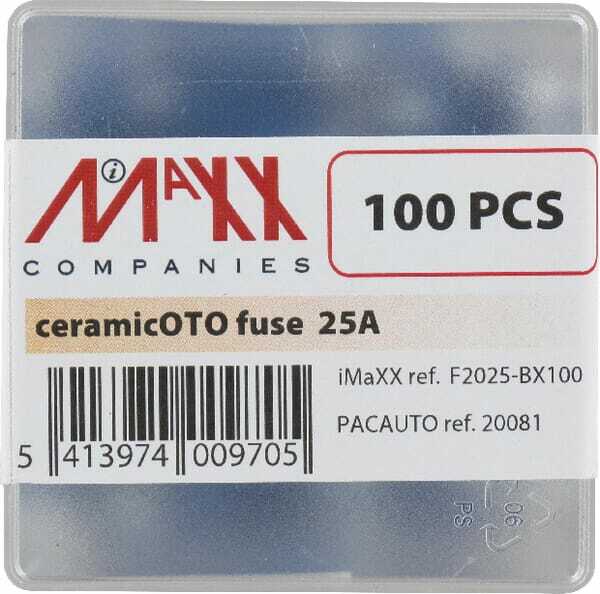 iMAXX
COMPANIES
100 PCS
ceramicOTO fuse 25A
iMaXX ref. F2025-BX100
PACAUTO ref. 20081
5 413974 009705
06
PS